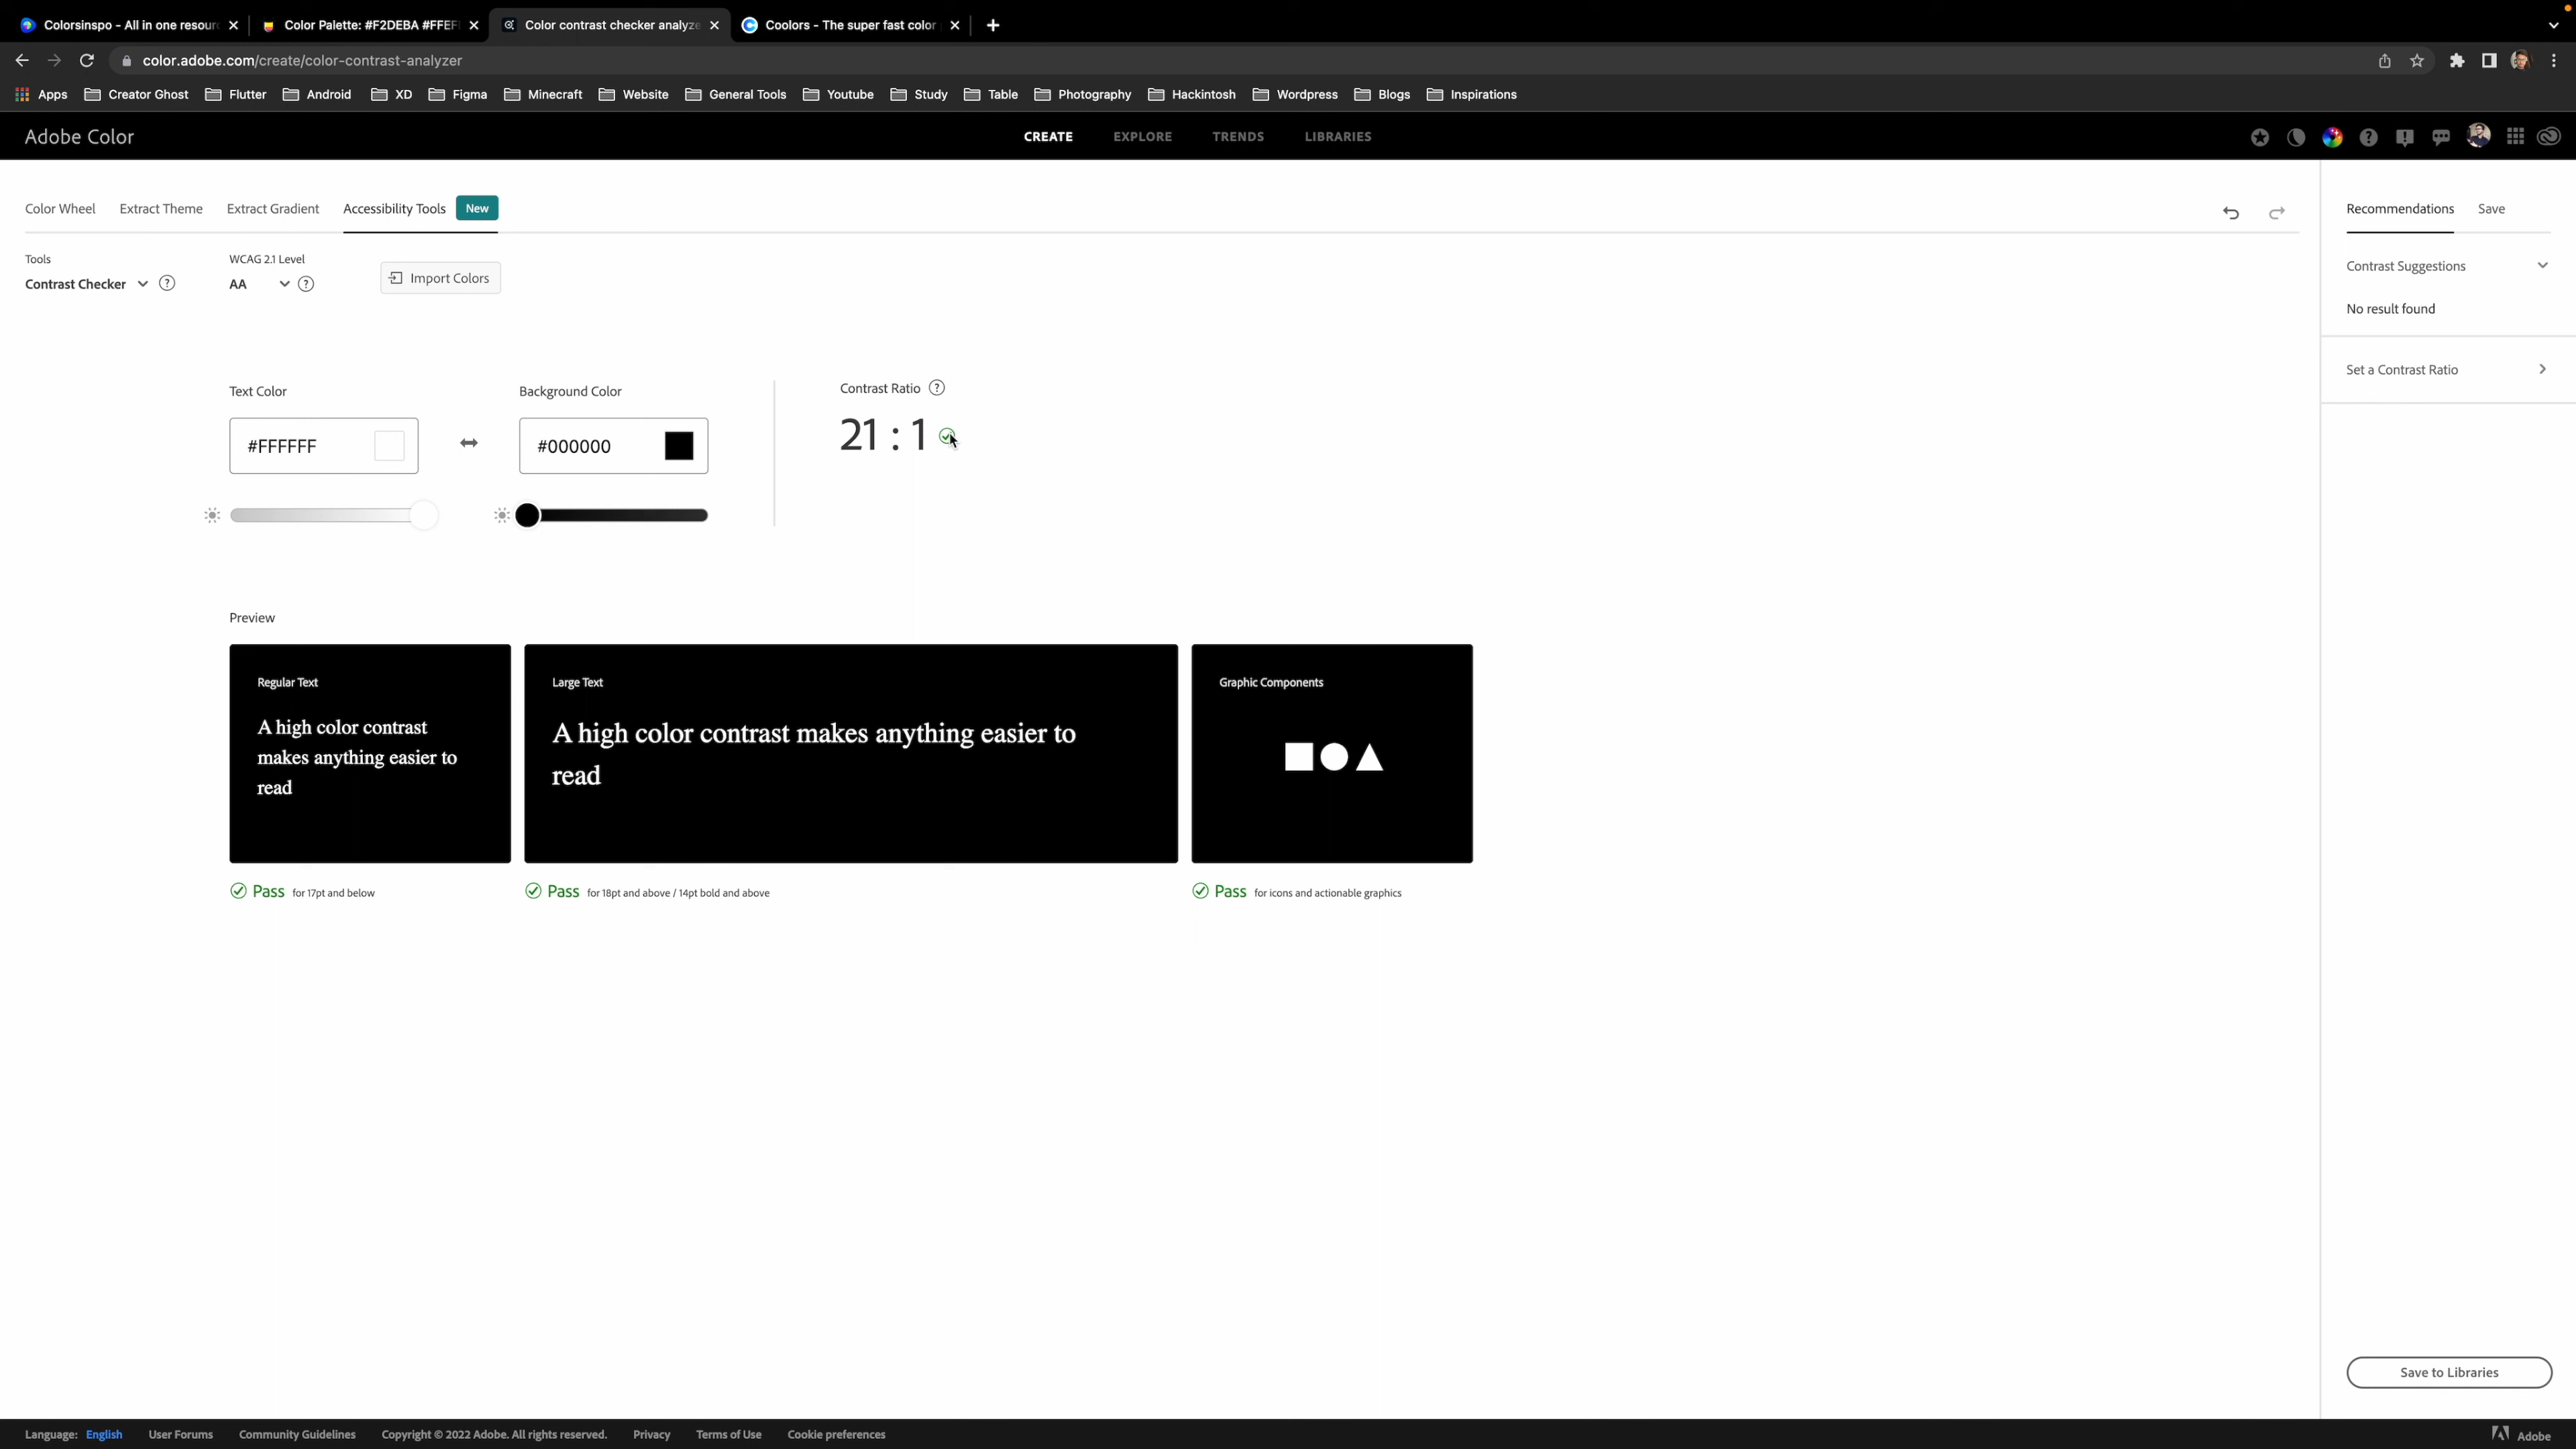 Colorsinspo - All in one resour
Color Palette: #F2DEBA #FFEF
Color contrast checker analyze
Coolors - The super fast color
color.adobe.com/create/color-contrast-analyzer
Apps Creator Ghost Flutter Android XD Figma Minecraft Website General Tools Youtube Study Table Photography Hackintosh Wordpress Blogs Inspirations
Adobe Color
CREATE EXPLORE TRENDS LIBRARIES
Color Wheel Extract Theme Extract Gradient Accessibility Tools New
Recommendations Save
Tools
Contrast Checker
WCAG 2.1 Level
AA
Import Colors
Contrast Suggestions
No result found
Set a Contrast Ratio
Text Color
#FFFFFF
Background Color
#000000
Contrast Ratio
21 : 1
Preview
Regular Text
A high color contrast
makes anything easier to
read
Large Text
A high color contrast makes anything easier to
read
Graphic Components
Pass for 17pt and below
Pass for 18pt and above / 14pt bold and above
Pass for icons and actionable graphics
Save to Libraries
Language: English User Forums Community Guidelines Copyright © 2022 Adobe. All rights reserved. Privacy Terms of Use Cookie preferences
Adobe